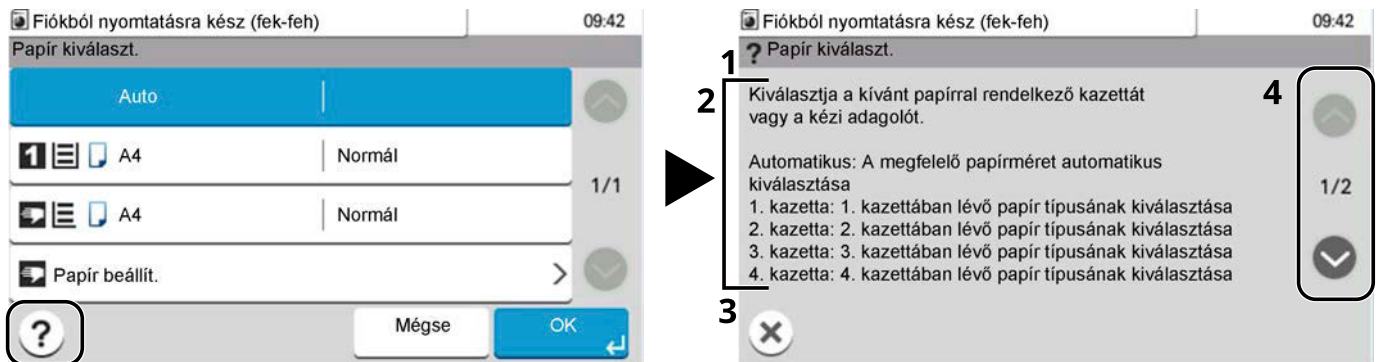 Fiókból nyomtatásra kész (fek-feh)
09:42
Papír kiválaszt.
Auto
1 A4 Normál
1/1
A4 Normál
Papír beállít.
?
Mégse
OK
Fiókból nyomtatásra kész (fek-feh)
09:42
1
? Papír kiválaszt.
2
4
Kiválasztja a kívánt papírral rendelkező kazettát
vagy a kézi adagolót.
Automatikus: A megfelelő papírméret automatikus
kiválasztása
1/2
1. kazetta: 1. kazettában lévő papír típusának kiválasztása
2. kazetta: 2. kazettában lévő papír típusának kiválasztása
3. kazetta: 3. kazettában lévő papír típusának kiválasztása
4. kazetta: 4. kazettában lévő papír típusának kiválasztása
3